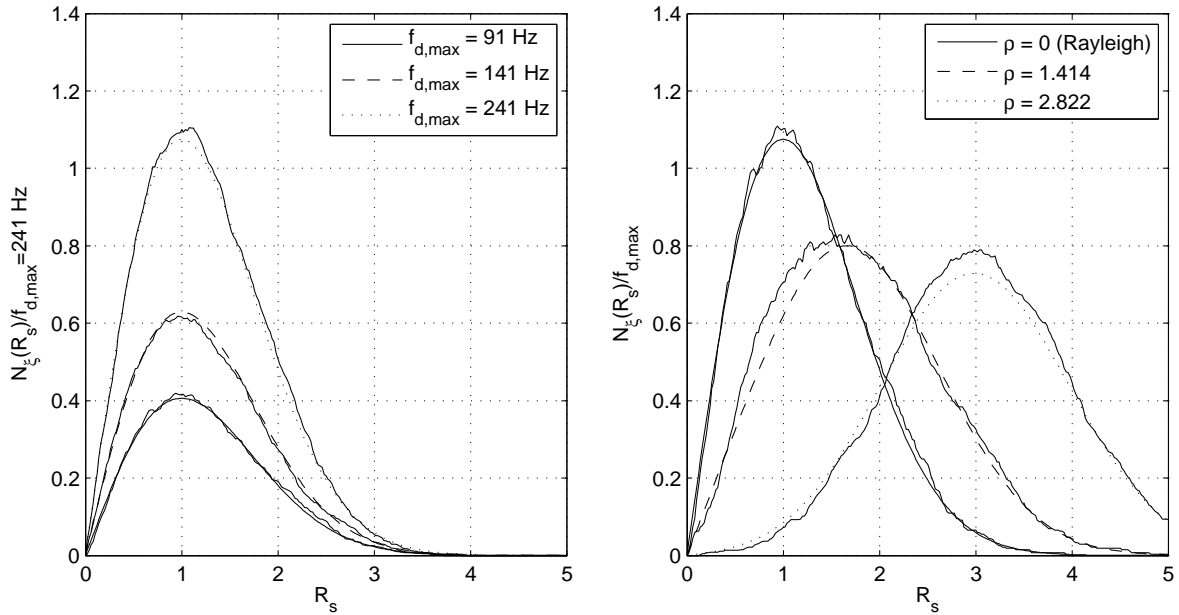 f_d,max = 91 Hz
f_d,max = 141 Hz
f_d,max = 241 Hz
N_ξ(R_s)/f_d,max=241 Hz
1.4
1.2
1
0.8
0.6
0.4
0.2
0
0 1 2 3 4 5
R_s
ρ = 0 (Rayleigh)
ρ = 1.414
ρ = 2.822
N_ξ(R_s)/f_d,max
1.4
1.2
1
0.8
0.6
0.4
0.2
0
0 1 2 3 4 5
R_s